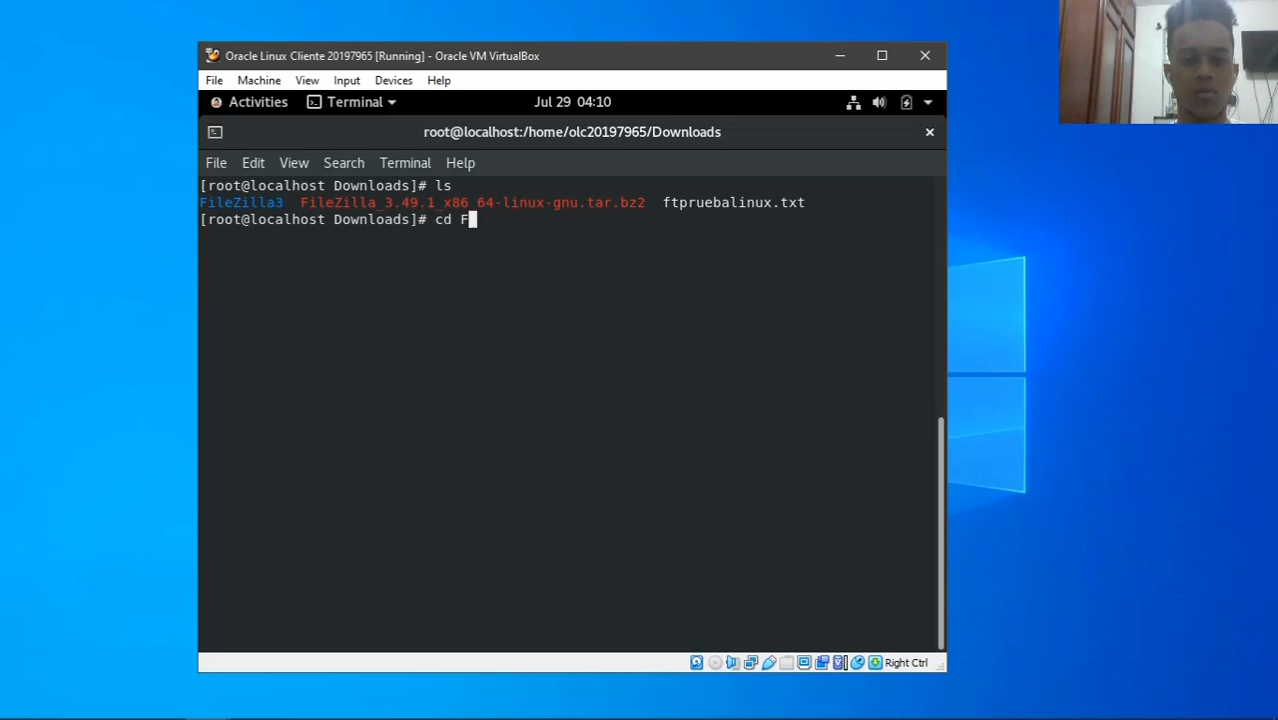 Oracle Linux Cliente 20197965 [Running] - Oracle VM VirtualBox
File Machine View Input Devices Help
Activities Terminal Jul 29 04:10
root@localhost:/home/olc20197965/Downloads
File Edit View Search Terminal Help
[root@localhost Downloads]# ls
FileZilla3 FileZilla_3.49.1_x86_64-linux-gnu.tar.bz2 ftpruebalinux.txt
[root@localhost Downloads]# cd F
Right Ctrl